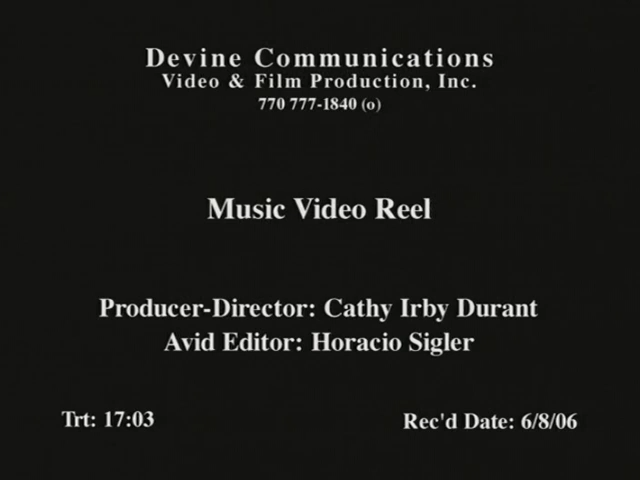 Devine Communications
Video & Film Production, Inc.
770 777-1840 (o)
Music Video Reel
Producer-Director: Cathy Irby Durant
Avid Editor: Horacio Sigler
Trt: 17:03
Rec'd Date: 6/8/06